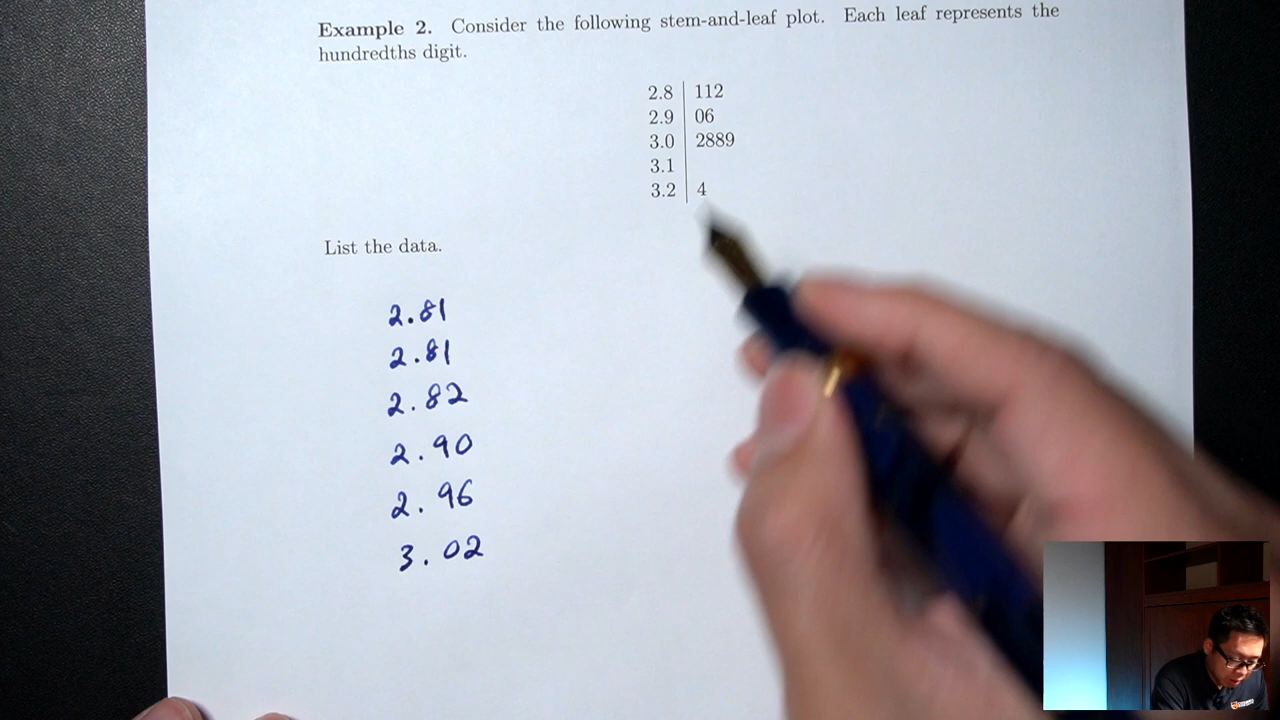 Example 2. Consider the following stem-and-leaf plot. Each leaf represents the
hundredths digit.
2.8 | 112
2.9 | 06
3.0 | 2889
3.1 |
3.2 | 4
List the data.
2.81
2.81
2.82
2.90
2.96
3.02